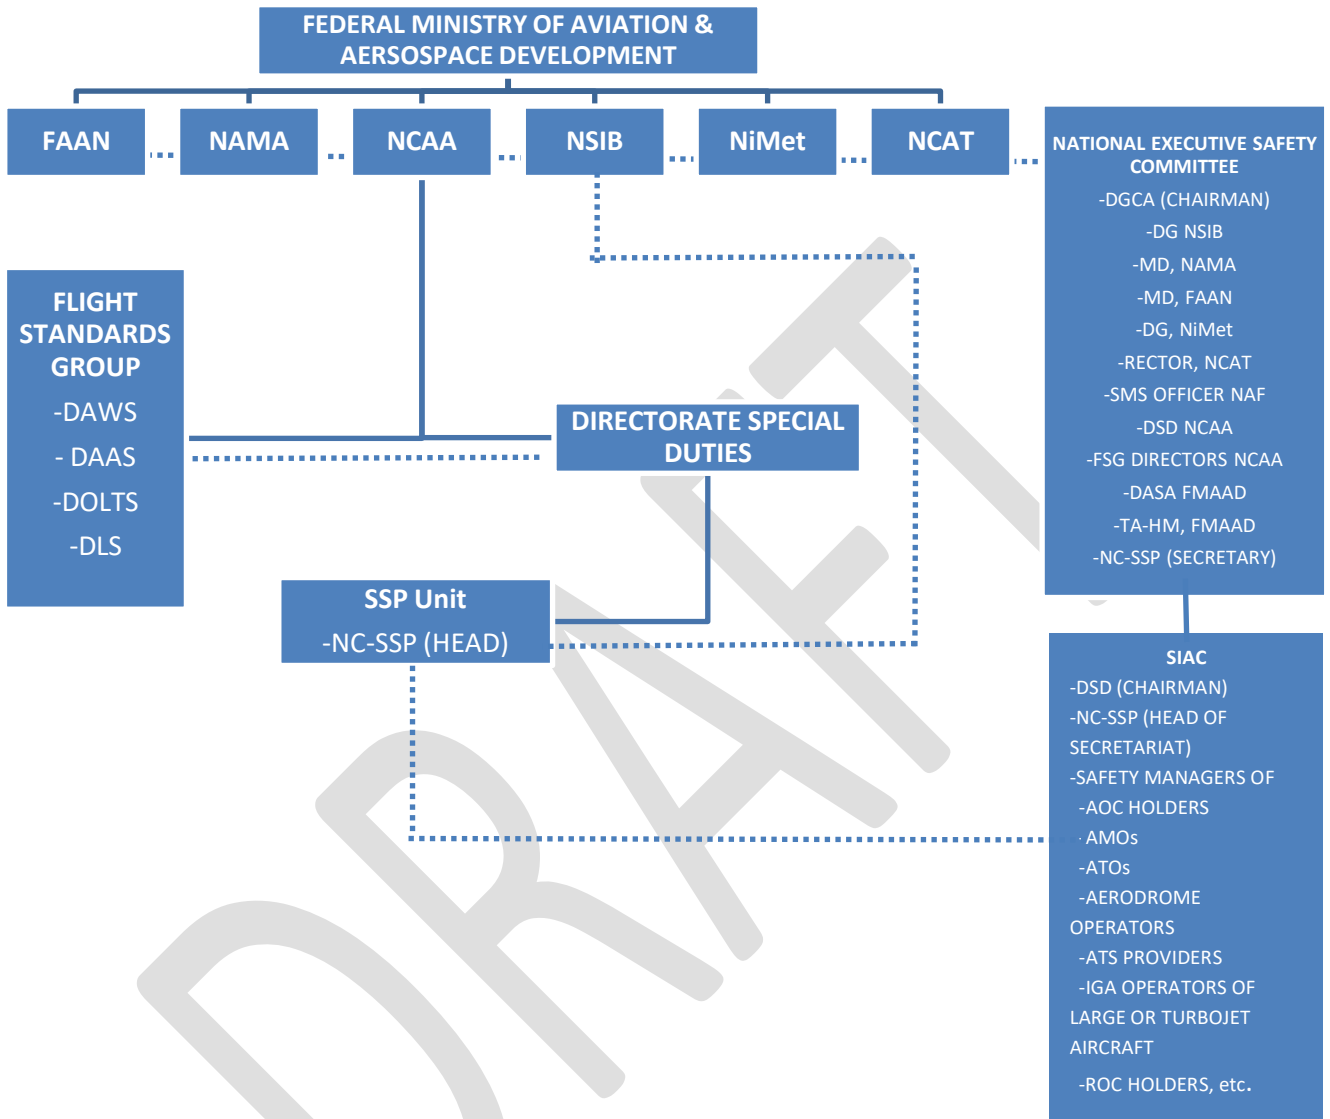 FEDERAL MINISTRY OF AVIATION &
AERSOSPACE DEVELOPMENT
FAAN
NAMA
NCAA
NSIB
NiMet
NCAT
NATIONAL EXECUTIVE SAFETY
COMMITTEE
-DGCA (CHAIRMAN)
-DG NSIB
-MD, NAMA
-MD, FAAN
-DG, NiMet
-RECTOR, NCAT
-SMS OFFICER NAF
-DSD NCAA
-FSG DIRECTORS NCAA
-DASA FMAAD
-TA-HM, FMAAD
-NC-SSP (SECRETARY)
FLIGHT
STANDARDS
GROUP
-DAWS
- DAAS
-DOLTS
-DLS
DIRECTORATE SPECIAL
DUTIES
SSP Unit
-NC-SSP (HEAD)
SIAC
-DSD (CHAIRMAN)
-NC-SSP (HEAD OF
SECRETARIAT)
-SAFETY MANAGERS OF
-AOC HOLDERS
- AMOs
-ATOs
-AERODROME
OPERATORS
-ATS PROVIDERS
-IGA OPERATORS OF
LARGE OR TURBOJET
AIRCRAFT
-ROC HOLDERS, etc.
DRAFT